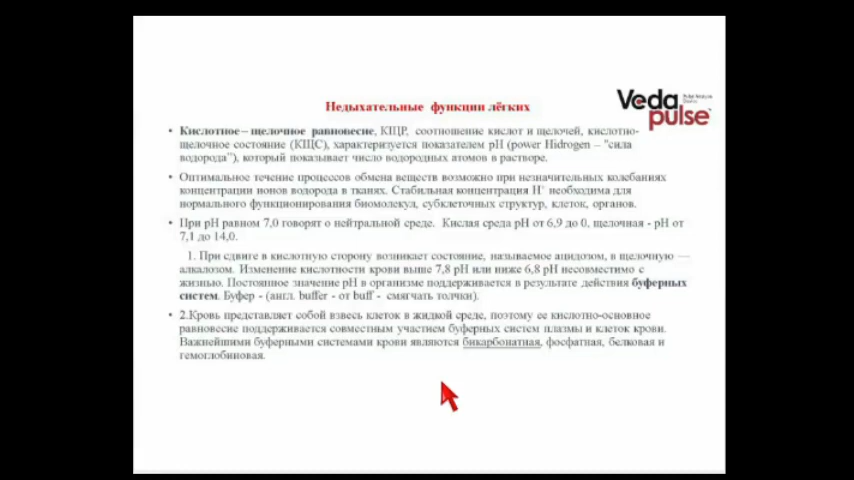 Недыхательные функции лёгких
Veda
pulse
• Кислотное – щелочное равновесие, КЩР, соотношение кислот и щелочей, кислотно-
щелочное состояние (КЩС), характеризуется показателем pH (power Hidrogen – "сила
водорода"), который показывает число водородных атомов в растворе.
• Оптимальное течение процессов обмена веществ возможно при незначительных колебаниях
концентрации ионов водорода в тканях. Стабильная концентрация H⁺ необходима для
нормального функционирования биомолекул, субклеточных структур, клеток, органов.
• При pH равном 7,0 говорят о нейтральной среде. Кислая среда pH от 6,9 до 0, щелочная - pH от
7,1 до 14,0.
1. При сдвиге в кислотную сторону возникает состояние, называемое ацидозом, в щелочную —
алкалозом. Изменение кислотности крови выше 7,8 pH или ниже 6,8 pH несовместимо с
жизнью. Постоянное значение pH в организме поддерживается в результате действия буферных
систем. Буфер - (англ. buffer - от buff - смягчать толчки).
• 2.Кровь представляет собой взвесь клеток в жидкой среде, поэтому ее кислотно-основное
равновесие поддерживается совместным участием буферных систем плазмы и клеток крови.
Важнейшими буферными системами крови являются бикарбонатная, фосфатная, белковая и
гемоглобиновая.